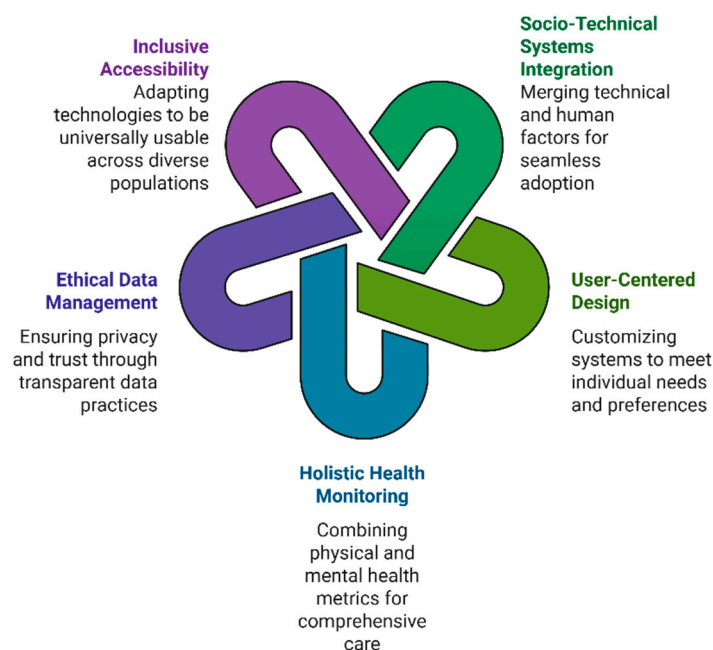 Inclusive
Accessibility
Adapting
technologies to be
universally usable
across diverse
populations
Socio-Technical
Systems
Integration
Merging technical
and human
factors for
seamless
adoption
Ethical Data
Management
Ensuring privacy
and trust through
transparent data
practices
User-Centered
Design
Customizing
systems to meet
individual needs
and preferences
Holistic Health
Monitoring
Combining
physical and
mental health
metrics for
comprehensive
care